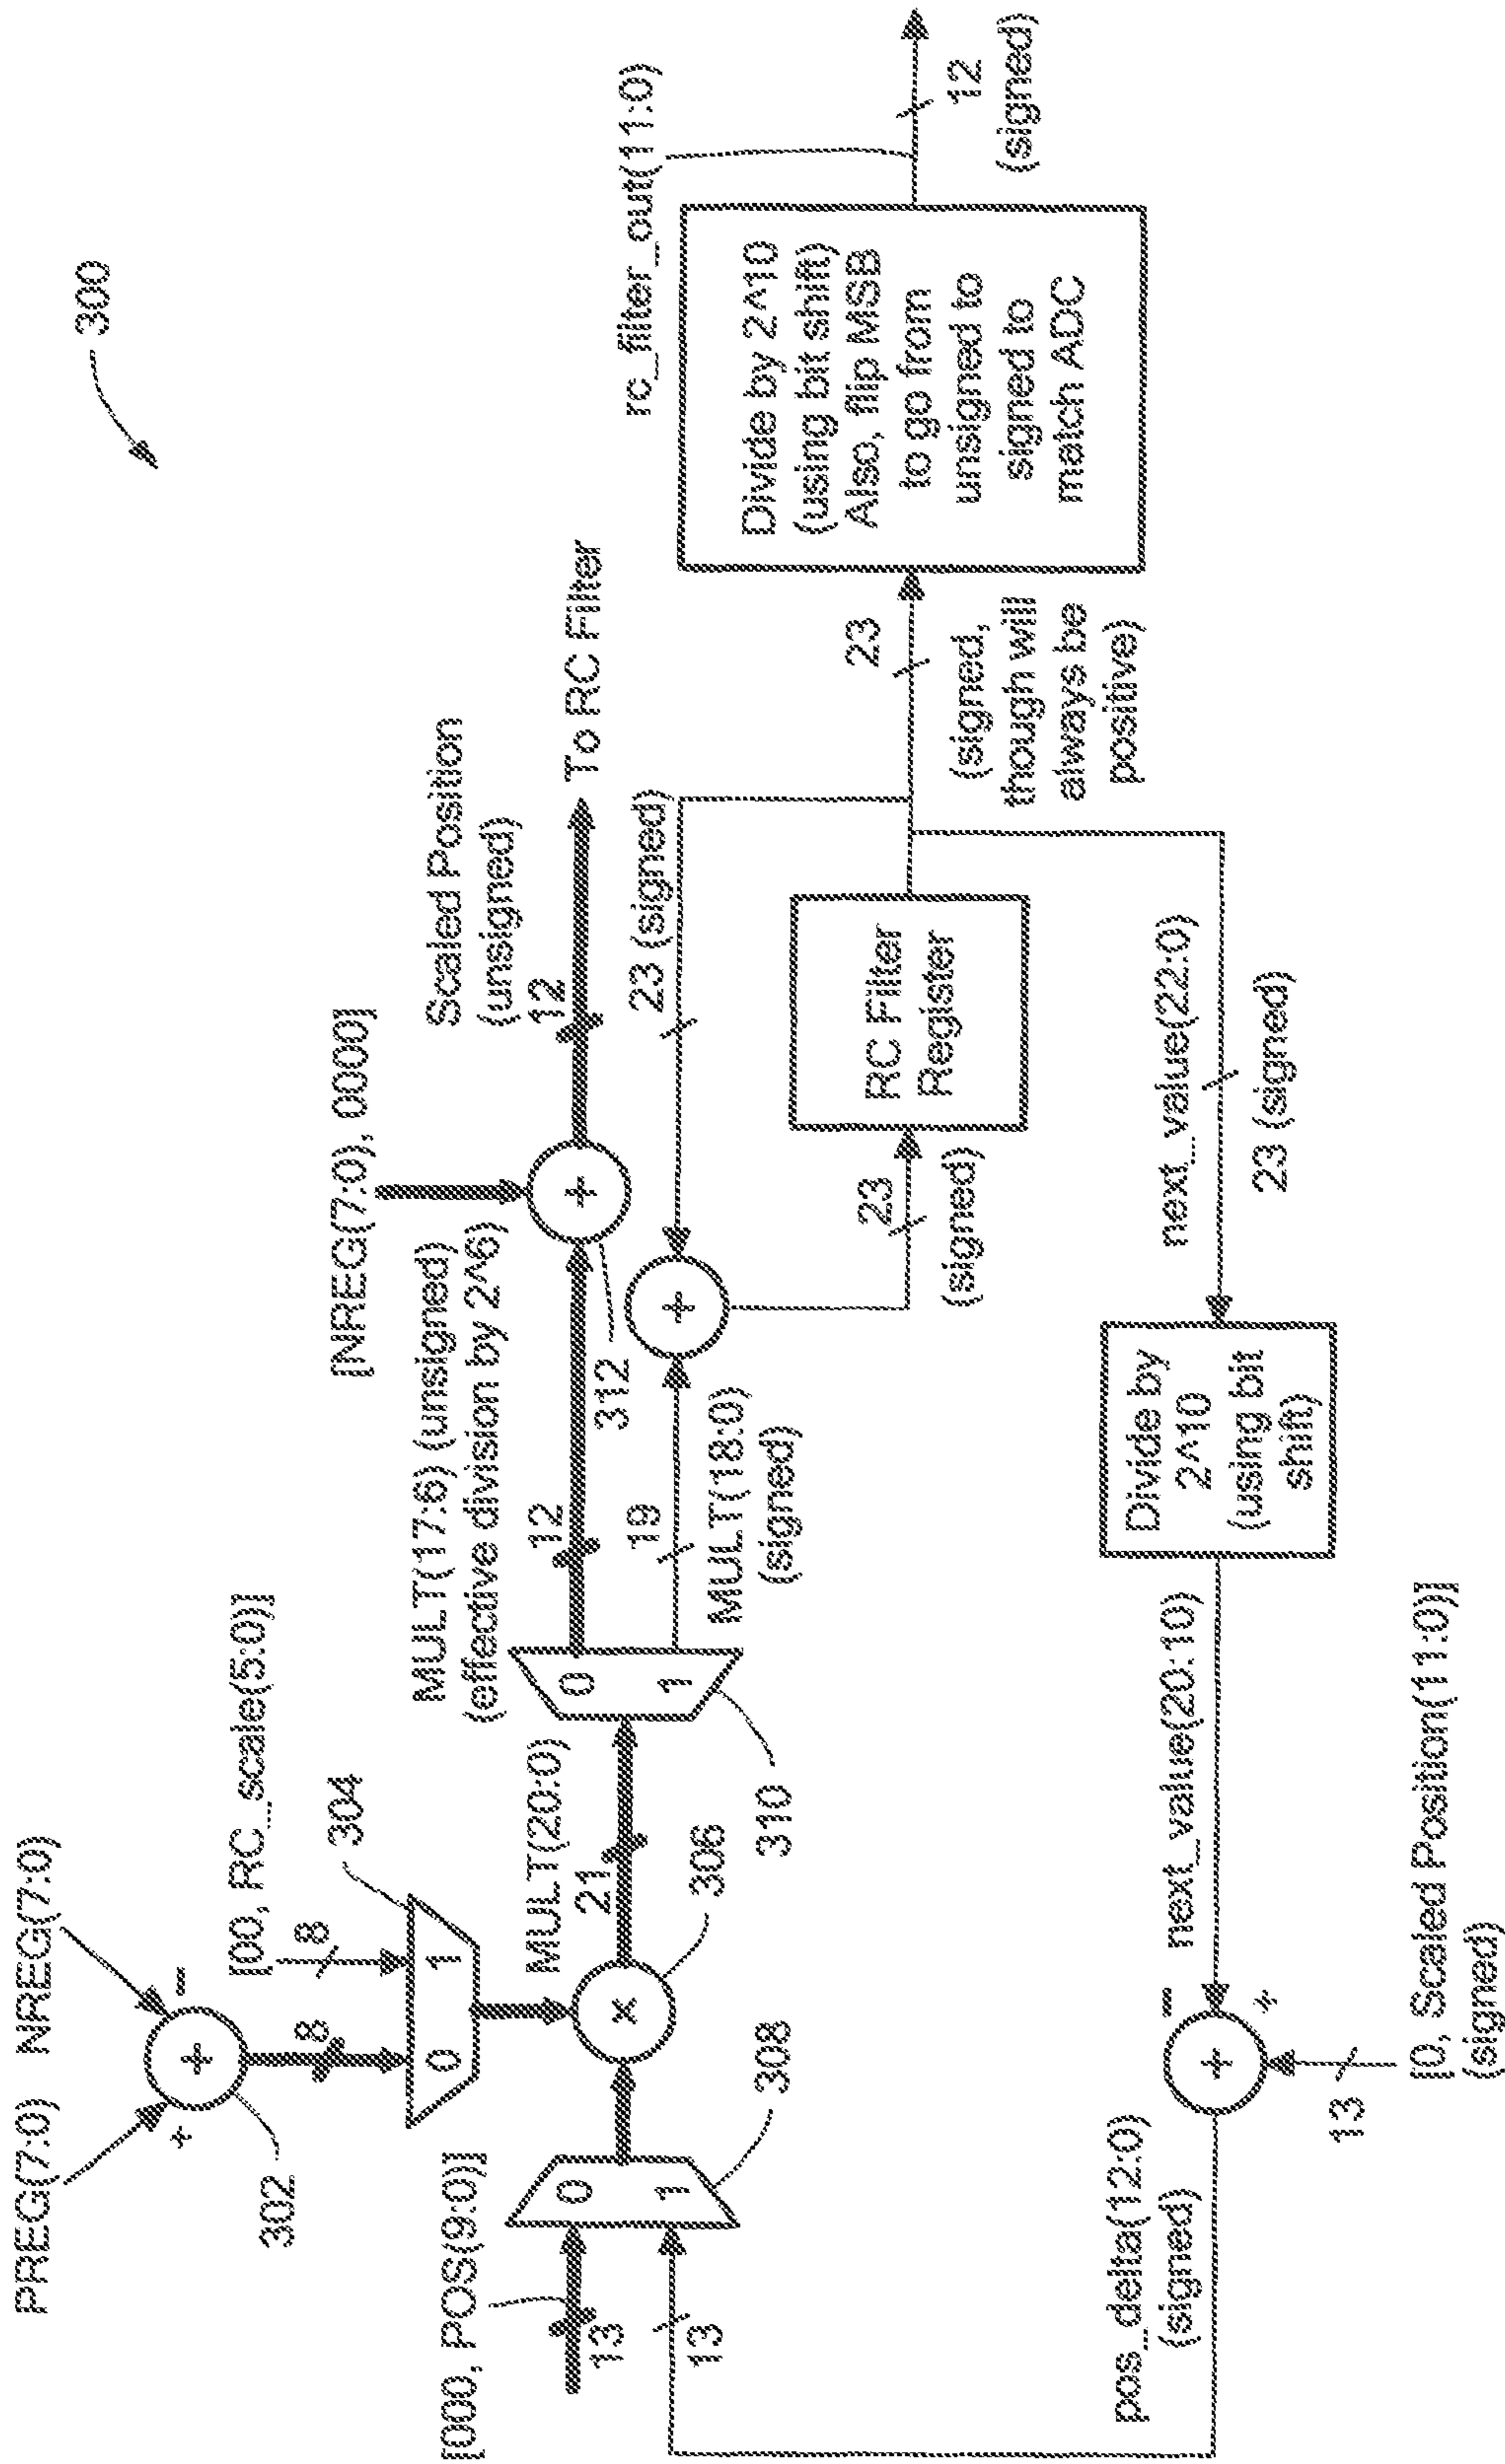 300
PREG(7:0)
NREG(7:0)
+
−
+
302
8
[00, RC_scale(5:0)]
8
0
1
304
[000, POS(9:0)]
13
13
0
1
308
×
306
MULT(20:0)
21
0
1
310
MULT(17:6) (unsigned)
(effective division by 2^6)
12
19
MULT(18:0)
(signed)
[NREG(7:0), 0000]
+
312
Scaled Position
(unsigned)
12
To RC Filter
+
23 (signed)
23
(signed)
RC Filter
Register
23
(signed,
though will
always be
positive)
Divide by 2^10
(using bit shift)
Also, flip MSB
to go from
unsigned to
signed to
match ADC
rc_filter_out(11:0)
12
(signed)
next_value(22:0)
23 (signed)
Divide by
2^10
(using bit
shift)
next_value(20:10)
−
+
+
13
[0, Scaled Position(11:0)]
(signed)
pos_delta(12:0)
(signed)